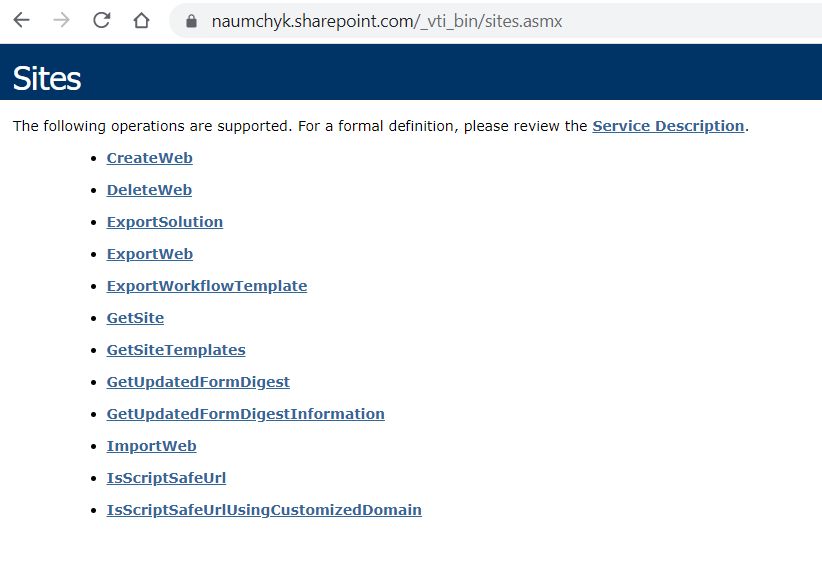 naumchyk.sharepoint.com/_vti_bin/sites.asmx
Sites
The following operations are supported. For a formal definition, please review the Service Description.
CreateWeb
DeleteWeb
ExportSolution
ExportWeb
ExportWorkflowTemplate
GetSite
GetSiteTemplates
GetUpdatedFormDigest
GetUpdatedFormDigestInformation
ImportWeb
IsScriptSafeUrl
IsScriptSafeUrlUsingCustomizedDomain